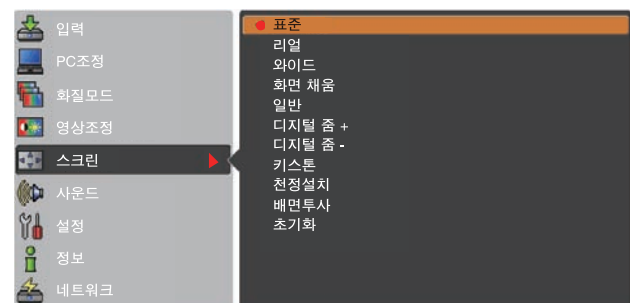 입력
PC조정
화질모드
영상조정
스크린
사운드
설정
정보
네트워크
표준
리얼
와이드
화면 채움
일반
디지털 줌 +
디지털 줌 -
키스톤
천정설치
배면투사
초기화